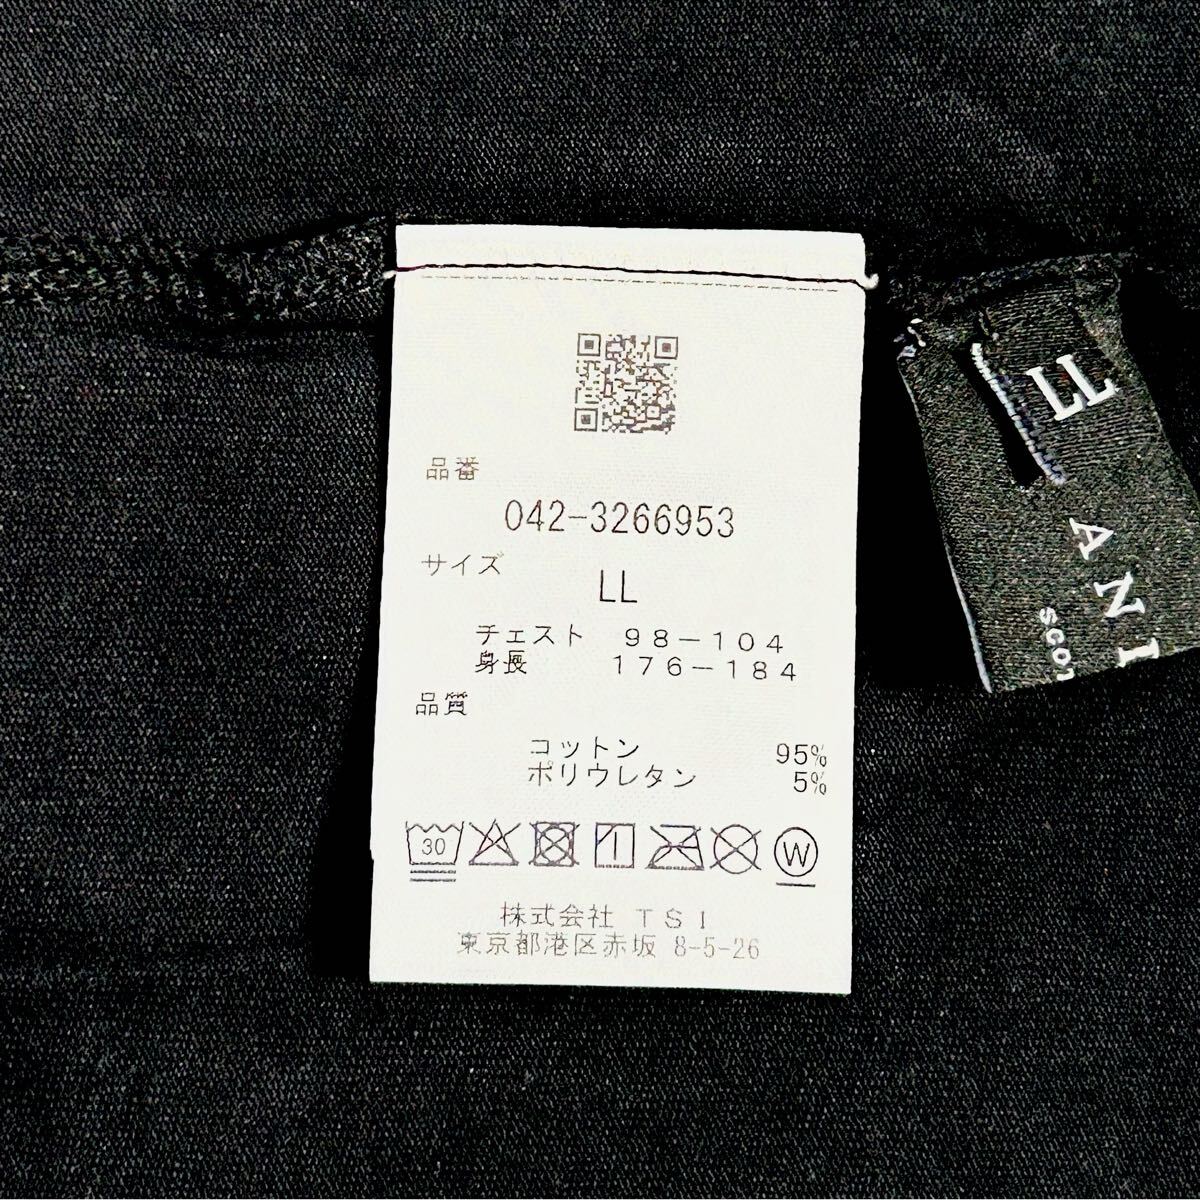 品番
042-3266953
サイズ
LL
チェスト 98-104
身長 176-184
品質
コットン 95%
ポリウレタン 5%
30
W
株式会社 TSI
東京都港区赤坂 8-5-26
LL